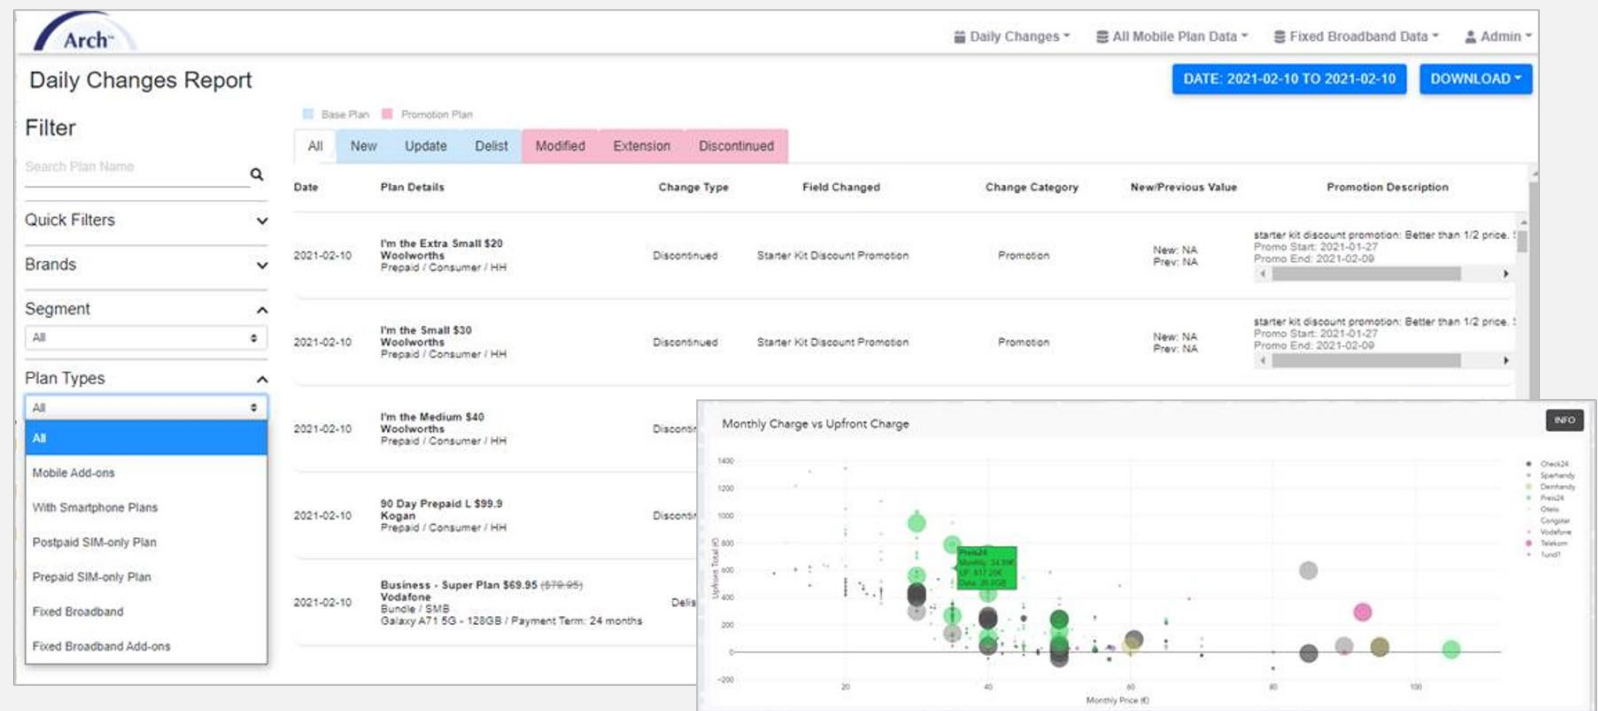 Arch™
Daily Changes
All Mobile Plan Data
Fixed Broadband Data
Admin
Daily Changes Report
DATE: 2021-02-10 TO 2021-02-10
DOWNLOAD
Filter
Search Plan Name
Quick Filters
Brands
Segment
All
Plan Types
All
All
Mobile Add-ons
With Smartphone Plans
Postpaid SIM-only Plan
Prepaid SIM-only Plan
Fixed Broadband
Fixed Broadband Add-ons
Base Plan Promotion Plan
All New Update Delist Modified Extension Discontinued
Date Plan Details Change Type Field Changed Change Category New/Previous Value Promotion Description
2021-02-10
I'm the Extra Small $20
Woolworths
Prepaid / Consumer / HH
Discontinued
Starter Kit Discount Promotion
Promotion
New: NA
Prev: NA
starter kit discount promotion: Better than 1/2 price.
Promo Start: 2021-01-27
Promo End: 2021-02-09
2021-02-10
I'm the Small $30
Woolworths
Prepaid / Consumer / HH
Discontinued
Starter Kit Discount Promotion
Promotion
New: NA
Prev: NA
starter kit discount promotion: Better than 1/2 price.
Promo Start: 2021-01-27
Promo End: 2021-02-09
2021-02-10
I'm the Medium $40
Woolworths
Prepaid / Consumer / HH
Discontin
2021-02-10
90 Day Prepaid L $99.9
Kogan
Prepaid / Consumer / HH
Discontin
2021-02-10
Business - Super Plan $69.95 ($79.95)
Vodafone
Bundle / SMB
Galaxy A71 5G - 128GB / Payment Term: 24 months
Delis
Monthly Charge vs Upfront Charge
INFO
1400
1200
1000
800
600
400
200
0
−200
20 40 60 80 100
Upfront Total (€)
Monthly Price (€)
Preis24
Check24
Sparhandy
Deinhandy
Preis24
Otelo
Congstar
Vodafone
Telekom
1und1